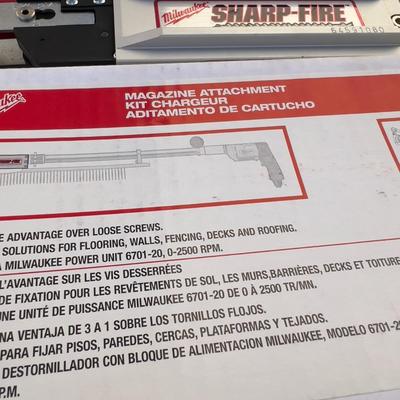 Milwaukee
SHARP-FIRE
64591080
MAGAZINE ATTACHMENT
KIT CHARGEUR
ADITAMENTO DE CARTUCHO
E ADVANTAGE OVER LOOSE SCREWS.
SOLUTIONS FOR FLOORING, WALLS, FENCING, DECKS AND ROOFING.
A MILWAUKEE POWER UNIT 6701-20, 0-2500 RPM.
L'AVANTAGE SUR LES VIS DESSERRÉES
DE FIXATION POUR LES REVÊTEMENTS DE SOL, LES MURS,BARRIÈRES, DECKS ET TOITURE
UNE UNITÉ DE PUISSANCE MILWAUKEE 6701-20 DE 0 À 2500 TR/MN.
NA VENTAJA DE 3 A 1 SOBRE LOS TORNILLOS FLOJOS.
PARA FIJAR PISOS, PAREDES, CERCAS, PLATAFORMAS Y TEJADOS.
DESTORNILLADOR CON BLOQUE DE ALIMENTACION MILWAUKEE, MODELO 6701-2
P.M.